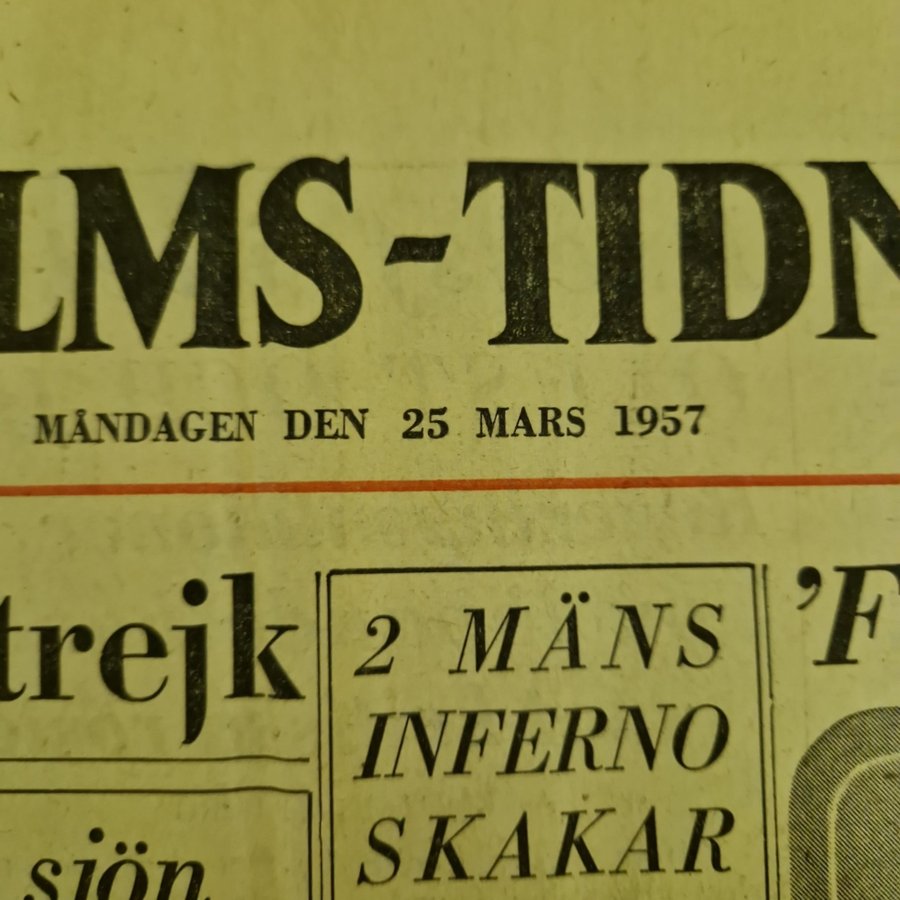 LMS-TIDN
MÅNDAGEN DEN 25 MARS 1957
trejk
2 MÄNS
INFERNO
SKAKAR
'F
sjön